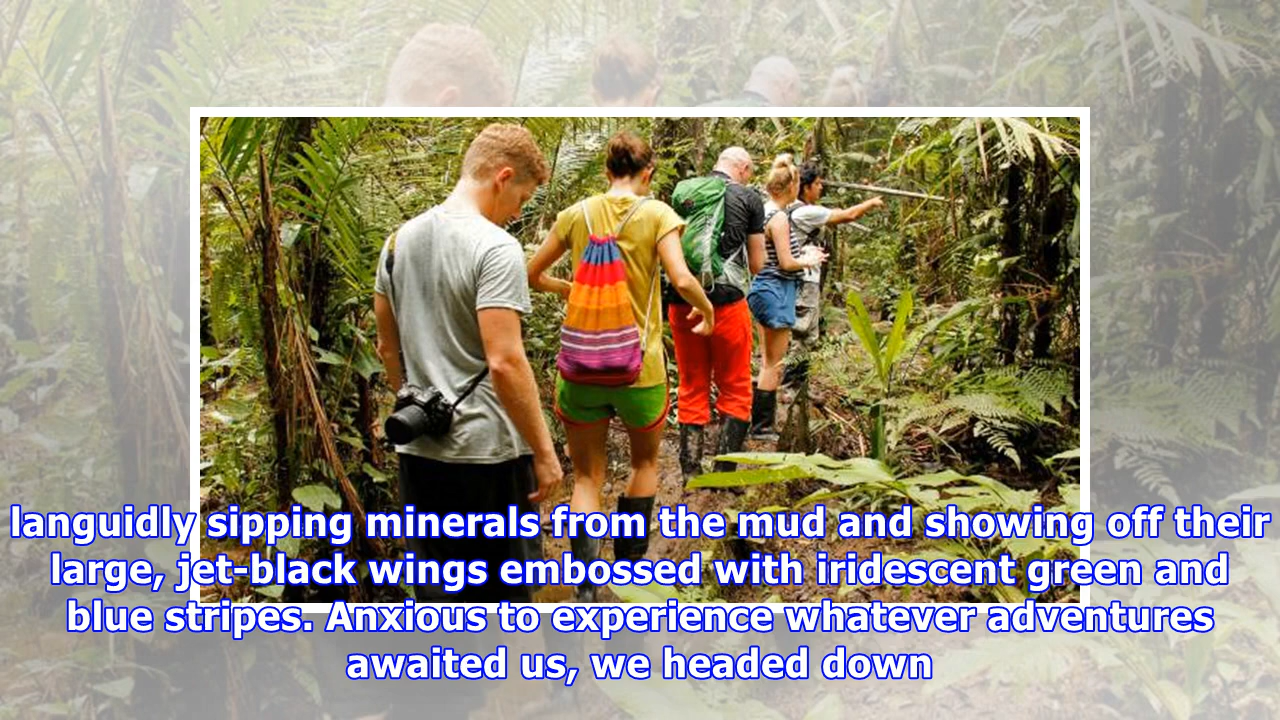 languidly sipping minerals from the mud and showing off their
large, jet-black wings embossed with iridescent green and
blue stripes. Anxious to experience whatever adventures
awaited us, we headed down